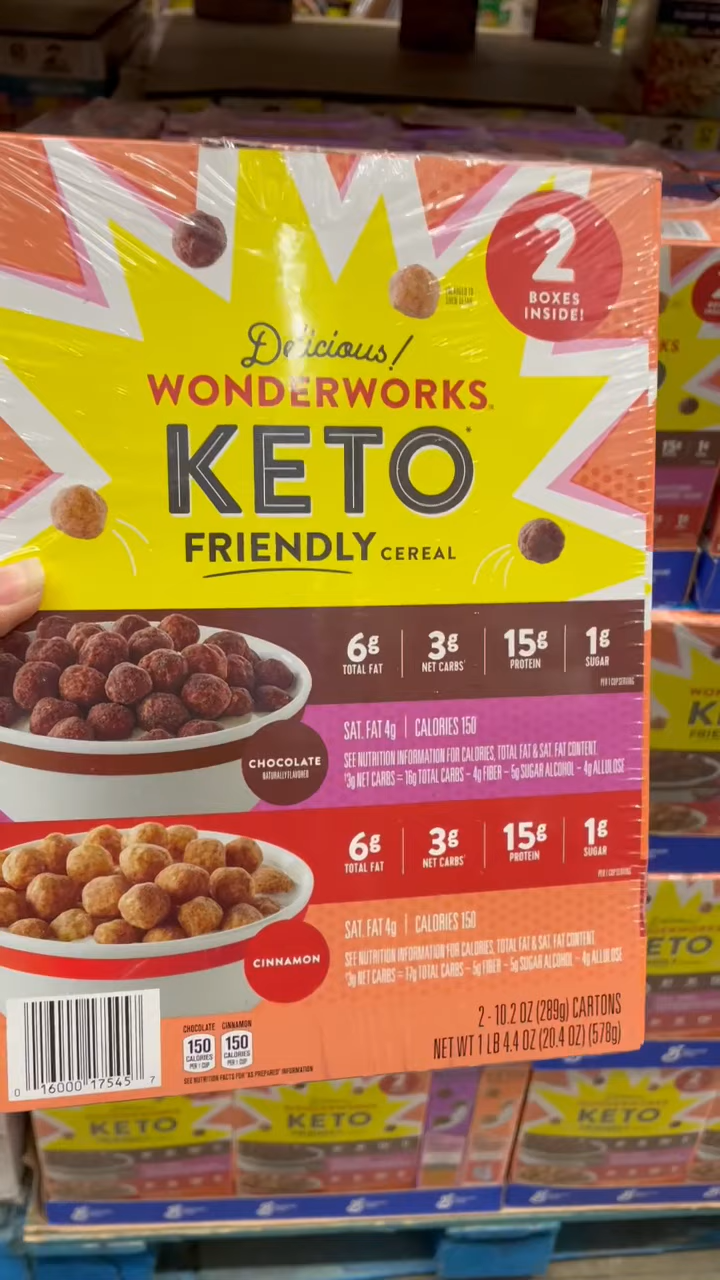 2
BOXES
INSIDE!
Delicious!
WONDERWORKS
KETO*
FRIENDLY CEREAL
6g TOTAL FAT
3g NET CARBS†
15g PROTEIN
1g SUGAR
PER 1 CUP SERVING
SAT. FAT 4g | CALORIES 150
SEE NUTRITION INFORMATION FOR CALORIES, TOTAL FAT & SAT. FAT CONTENT.
†3g NET CARBS = 16g TOTAL CARBS – 4g FIBER – 5g SUGAR ALCOHOL – 4g ALLULOSE
CHOCOLATE
NATURALLY FLAVORED
6g TOTAL FAT
3g NET CARBS†
15g PROTEIN
1g SUGAR
PER 1 CUP SERVING
SAT. FAT 4g | CALORIES 150
SEE NUTRITION INFORMATION FOR CALORIES, TOTAL FAT & SAT. FAT CONTENT.
†3g NET CARBS = 17g TOTAL CARBS – 5g FIBER – 5g SUGAR ALCOHOL – 4g ALLULOSE
CINNAMON
2 - 10.2 OZ (289g) CARTONS
NET WT 1 LB 4.4 OZ (20.4 OZ) (578g)
CHOCOLATE CINNAMON
150 CALORIES PER 1 CUP
150 CALORIES PER 1 CUP
SEE NUTRITION FACTS FOR "AS PREPARED" INFORMATION
0 16000 17545 7
KETO
KETO
KETO